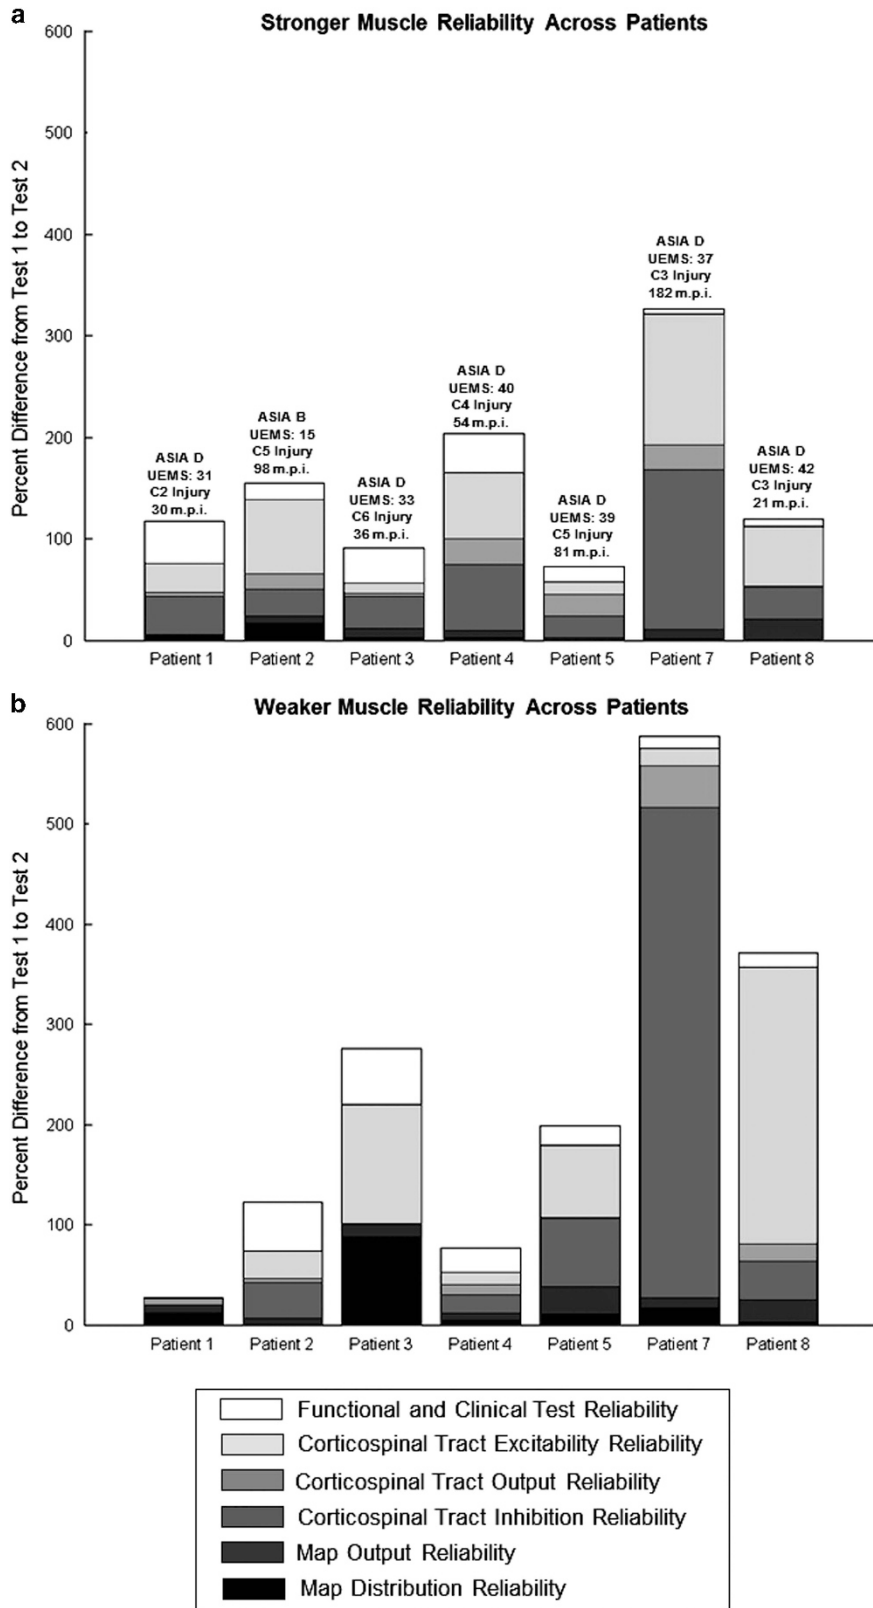 a
Stronger Muscle Reliability Across Patients
Percent Difference from Test 1 to Test 2
600
500
400
300
200
100
0
ASIA D
UEMS: 31
C2 Injury
30 m.p.i.
ASIA B
UEMS: 15
C5 Injury
98 m.p.i.
ASIA D
UEMS: 33
C6 Injury
36 m.p.i.
ASIA D
UEMS: 40
C4 Injury
54 m.p.i.
ASIA D
UEMS: 39
C5 Injury
81 m.p.i.
ASIA D
UEMS: 37
C3 Injury
182 m.p.i.
ASIA D
UEMS: 42
C3 Injury
21 m.p.i.
Patient 1 Patient 2 Patient 3 Patient 4 Patient 5 Patient 7 Patient 8
b
Weaker Muscle Reliability Across Patients
Percent Difference from Test 1 to Test 2
600
500
400
300
200
100
0
Patient 1 Patient 2 Patient 3 Patient 4 Patient 5 Patient 7 Patient 8
Functional and Clinical Test Reliability
Corticospinal Tract Excitability Reliability
Corticospinal Tract Output Reliability
Corticospinal Tract Inhibition Reliability
Map Output Reliability
Map Distribution Reliability